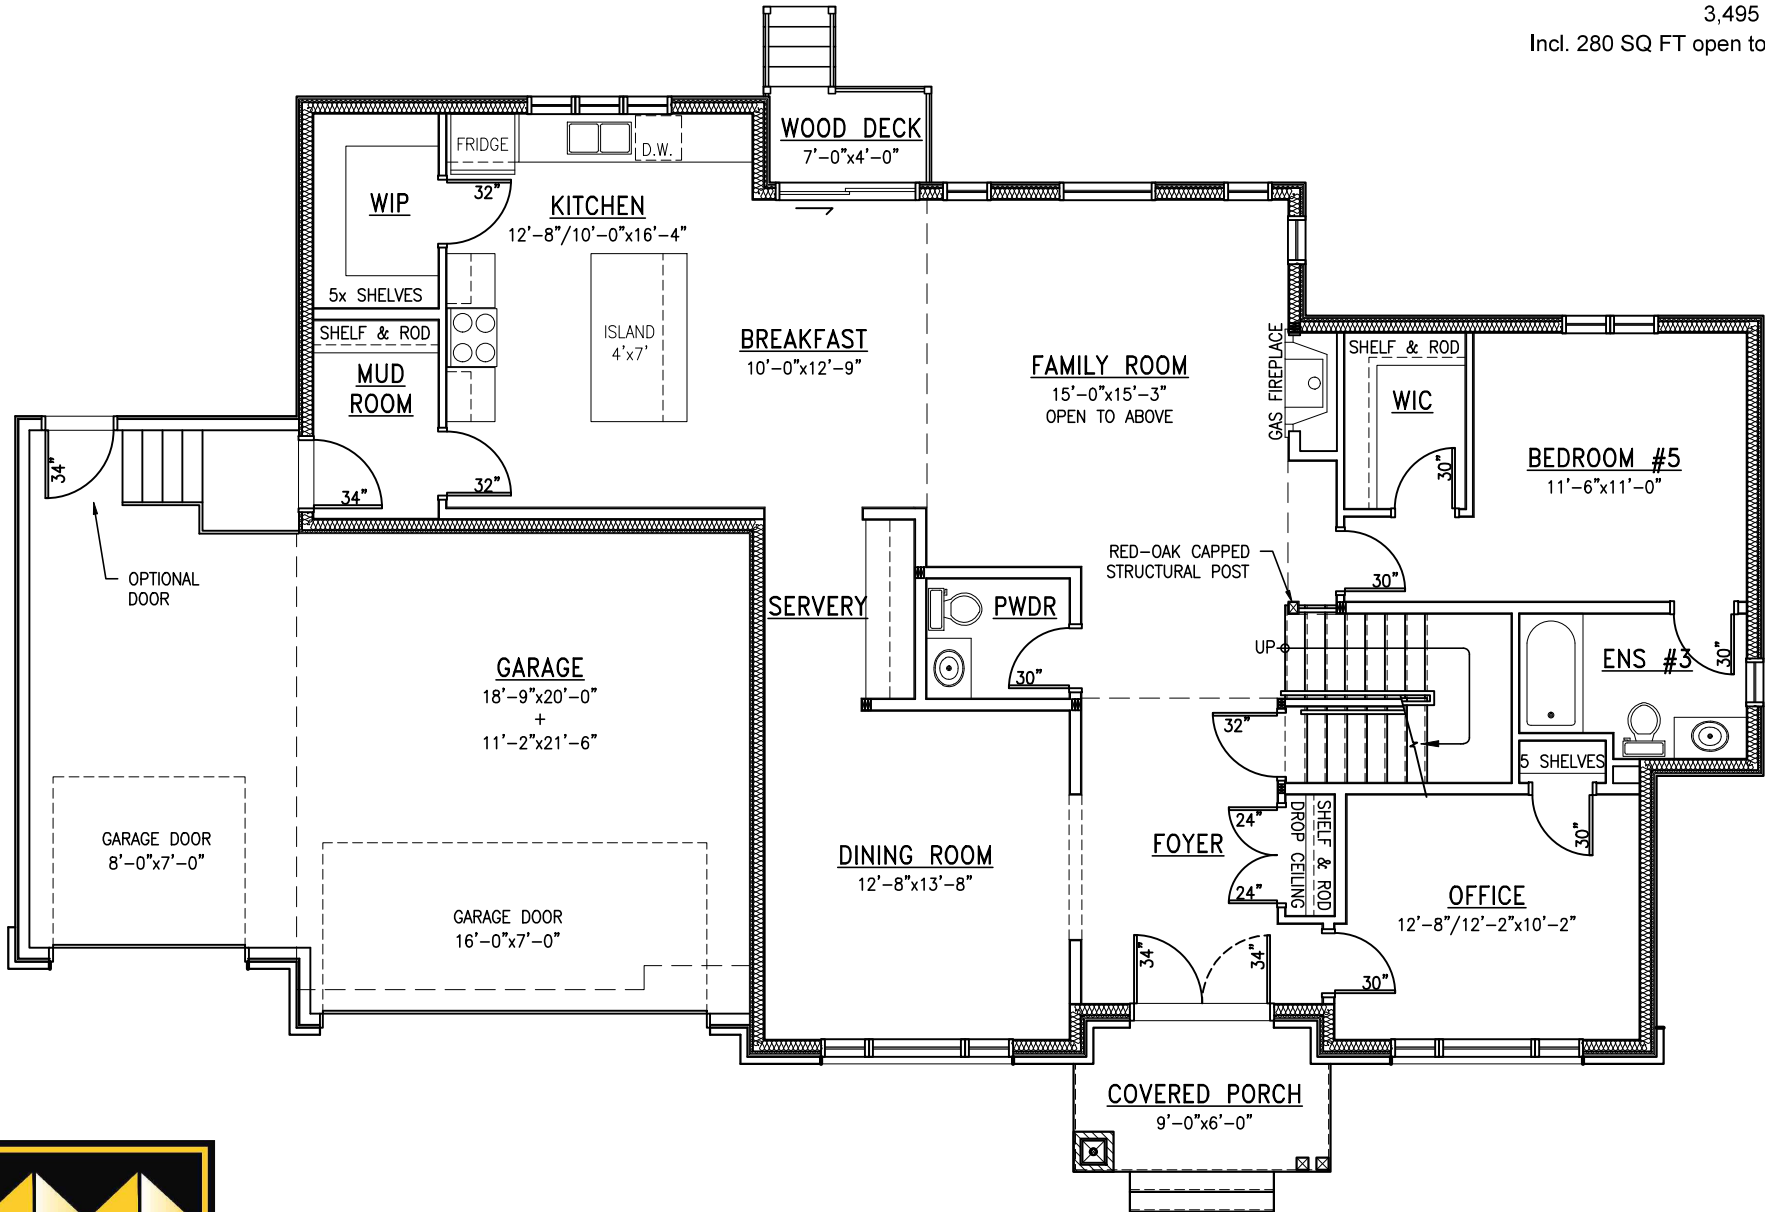 3,495
Incl. 280 SQ FT open to
WOOD DECK
7'-0"x4'-0"
FRIDGE
D.W.
WIP
32"
KITCHEN
12'-8"/10'-0"x16'-4"
5x SHELVES
SHELF & ROD
MUD
ROOM
ISLAND
4'x7'
BREAKFAST
10'-0"x12'-9"
FAMILY ROOM
15'-0"x15'-3"
OPEN TO ABOVE
GAS FIREPLACE
SHELF & ROD
WIC
30"
BEDROOM #5
11'-6"x11'-0"
34"
34"
32"
OPTIONAL
DOOR
RED-OAK CAPPED
STRUCTURAL POST
30"
SERVERY
PWDR
30"
UP
ENS #3
30"
GARAGE
18'-9"x20'-0"
+
11'-2"x21'-6"
32"
5 SHELVES
30"
GARAGE DOOR
8'-0"x7'-0"
GARAGE DOOR
16'-0"x7'-0"
DINING ROOM
12'-8"x13'-8"
FOYER
24"
24"
DROP CEILING
SHELF & ROD
OFFICE
12'-8"/12'-2"x10'-2"
34"
34"
30"
COVERED PORCH
9'-0"x6'-0"